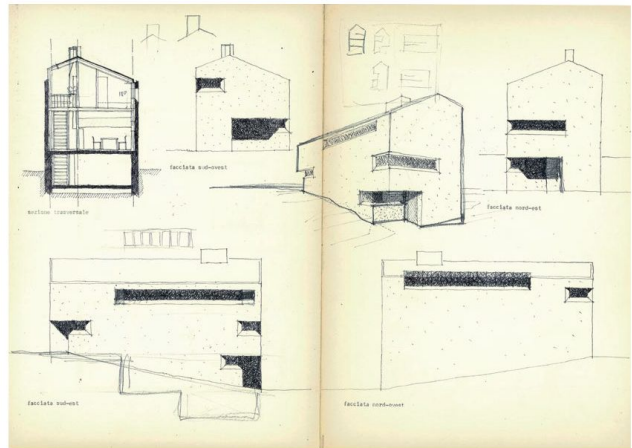 facciata sud-ovest
facciata nord-est
sezione trasversale
facciata sud-est
facciata nord-ovest